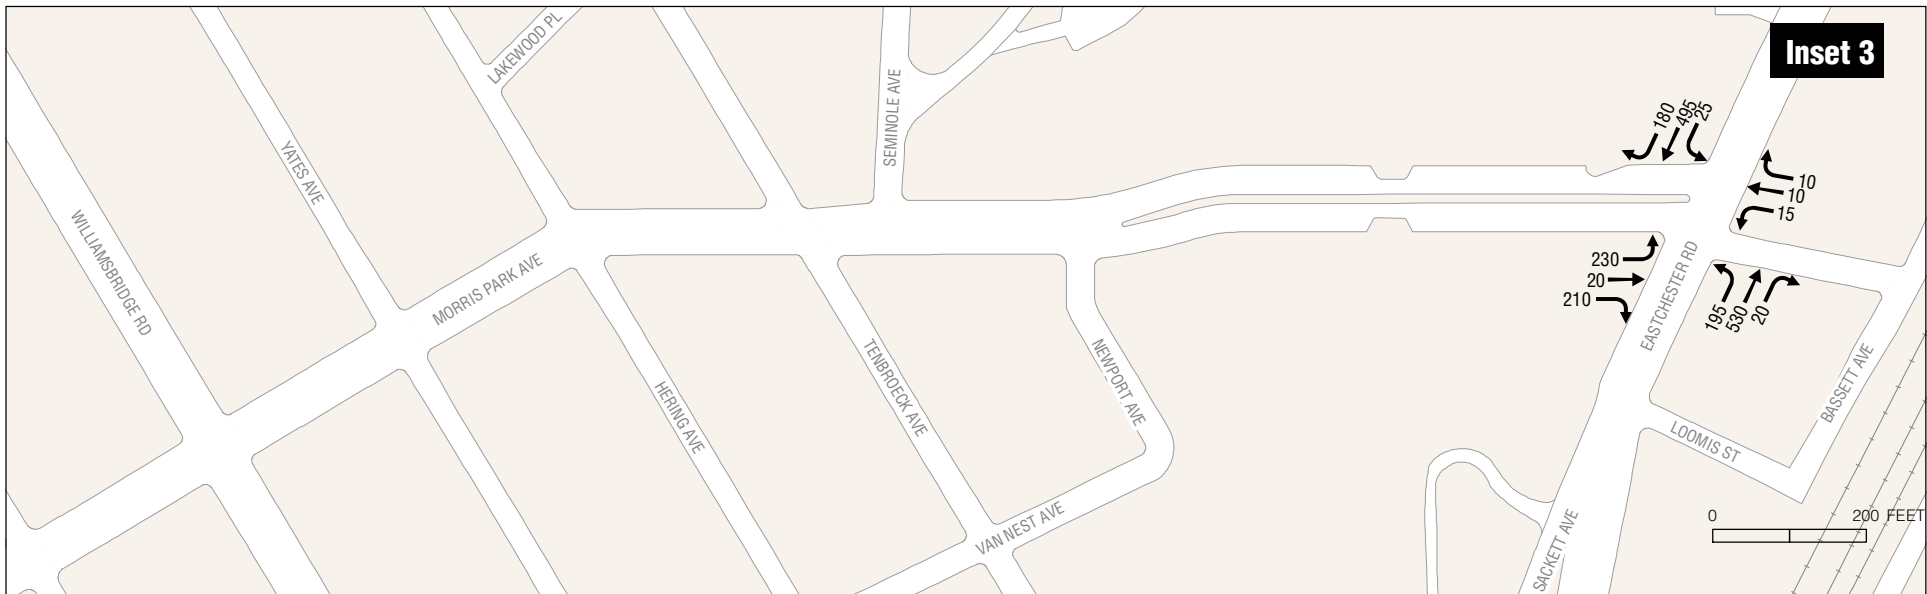 Inset 3
LAKEWOOD PL
SEMINOLE AVE
YATES AVE
WILLIAMSBRIDGE RD
MORRIS PARK AVE
180
495
25
10
10
15
230
20
210
195
530
20
EASTCHESTER RD
HERING AVE
TENBROECK AVE
NEWPORT AVE
BASSETT AVE
LOOMIS ST
VAN NEST AVE
SACKETT AVE
0 200 FEET